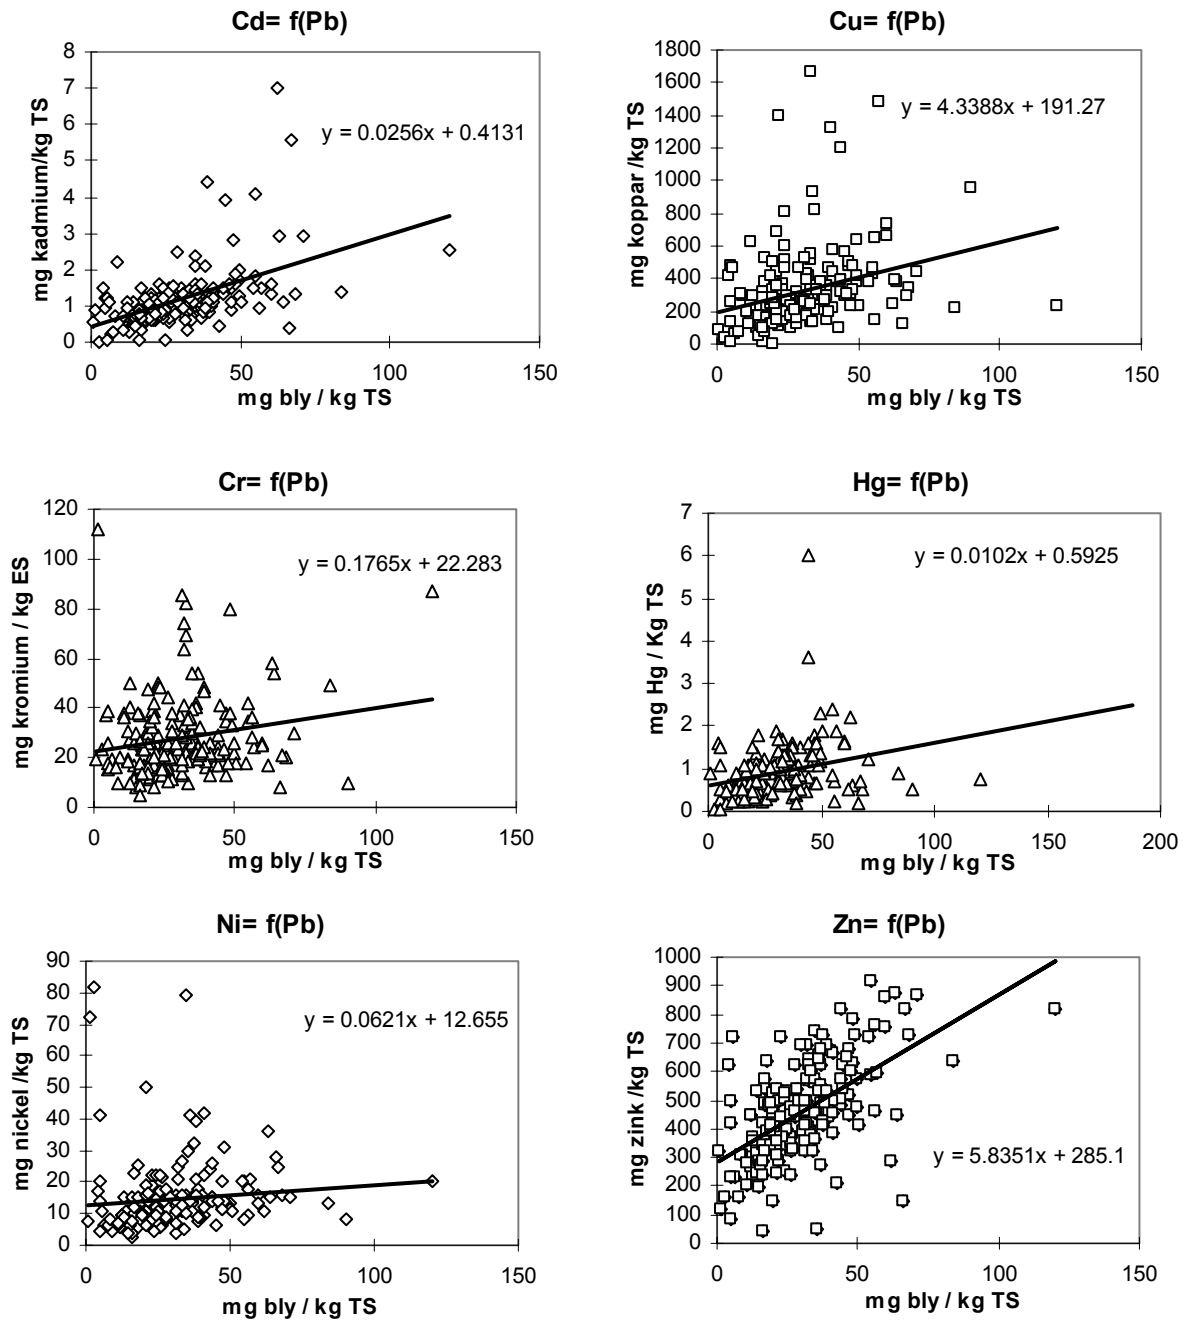 Cd= f(Pb)
8
7
6
5
4
3
2
1
0
mg kadmium/kg TS
y = 0.0256x + 0.4131
0 50 100 150
mg bly / kg TS
Cu= f(Pb)
1800
1600
1400
1200
1000
800
600
400
200
0
mg koppar /kg TS
y = 4.3388x + 191.27
0 50 100 150
mg bly / kg TS
Cr= f(Pb)
120
100
80
60
40
20
0
mg kromium / kg ES
y = 0.1765x + 22.283
0 50 100 150
mg bly / kg TS
Hg= f(Pb)
7
6
5
4
3
2
1
0
mg Hg / Kg TS
y = 0.0102x + 0.5925
0 50 100 150 200
mg bly / kg TS
Ni= f(Pb)
90
80
70
60
50
40
30
20
10
0
mg nickel /kg TS
y = 0.0621x + 12.655
0 50 100 150
mg bly / kg TS
Zn= f(Pb)
1000
900
800
700
600
500
400
300
200
100
0
mg zink /kg TS
y = 5.8351x + 285.1
0 50 100 150
mg bly / kg TS